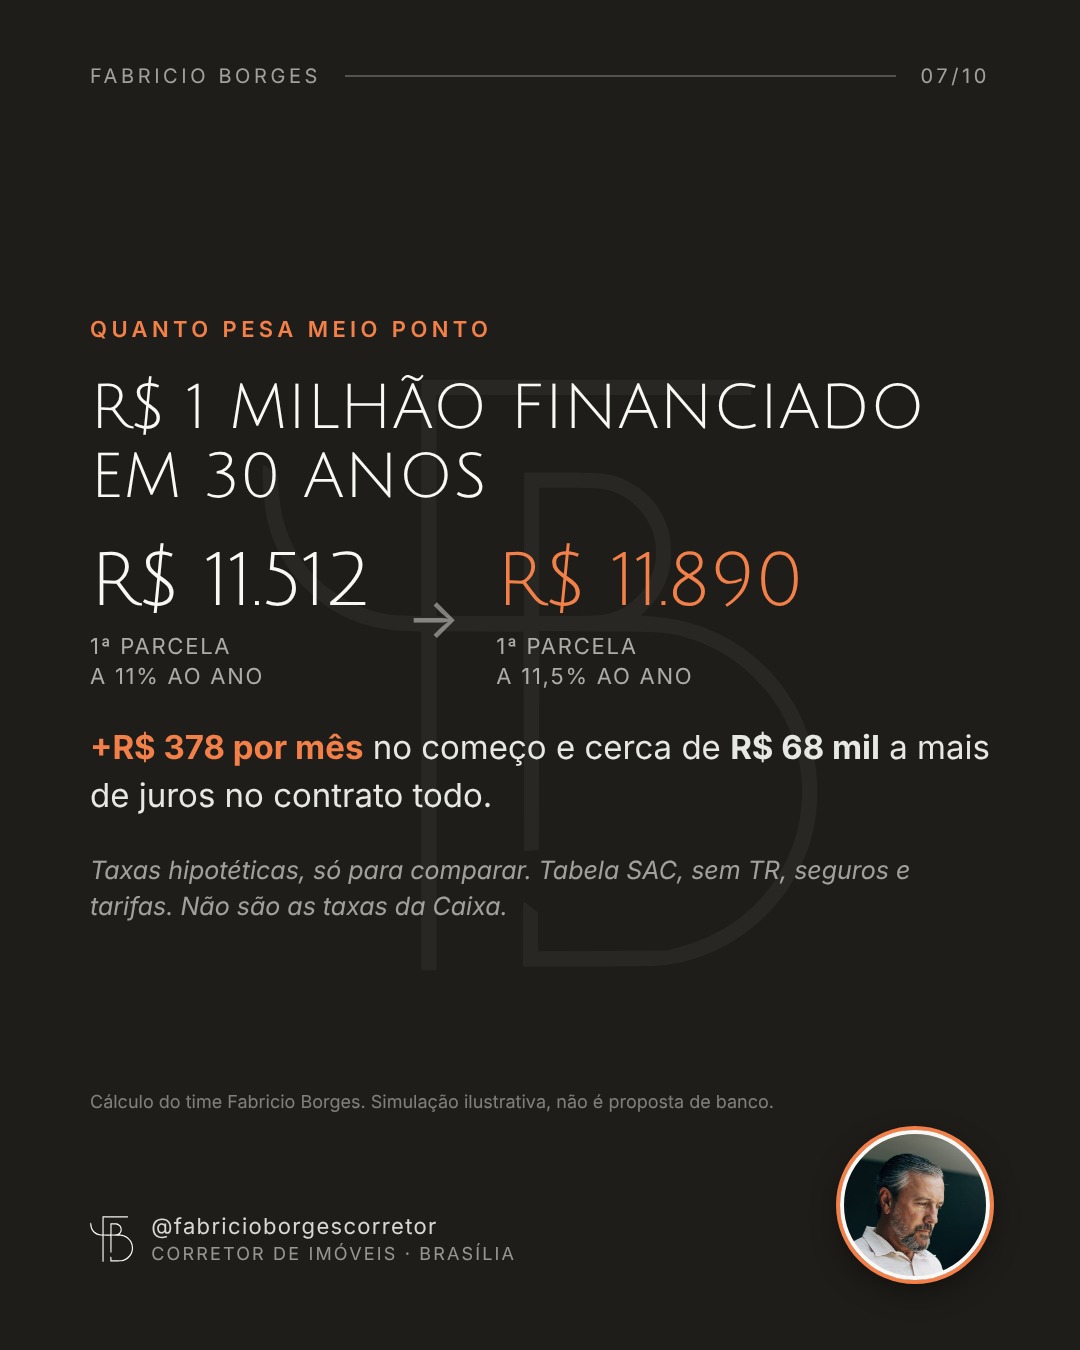 FABRICIO BORGES
07/10
QUANTO PESA MEIO PONTO
R$ 1 MILHÃO FINANCIADO
EM 30 ANOS
R$ 11.512
→
R$ 11.890
1ª PARCELA
A 11% AO ANO
1ª PARCELA
A 11,5% AO ANO
+R$ 378 por mês no começo e cerca de R$ 68 mil a mais
de juros no contrato todo.
Taxas hipotéticas, só para comparar. Tabela SAC, sem TR, seguros e
tarifas. Não são as taxas da Caixa.
Cálculo do time Fabricio Borges. Simulação ilustrativa, não é proposta de banco.
@fabricioborgescorretor
CORRETOR DE IMÓVEIS · BRASÍLIA